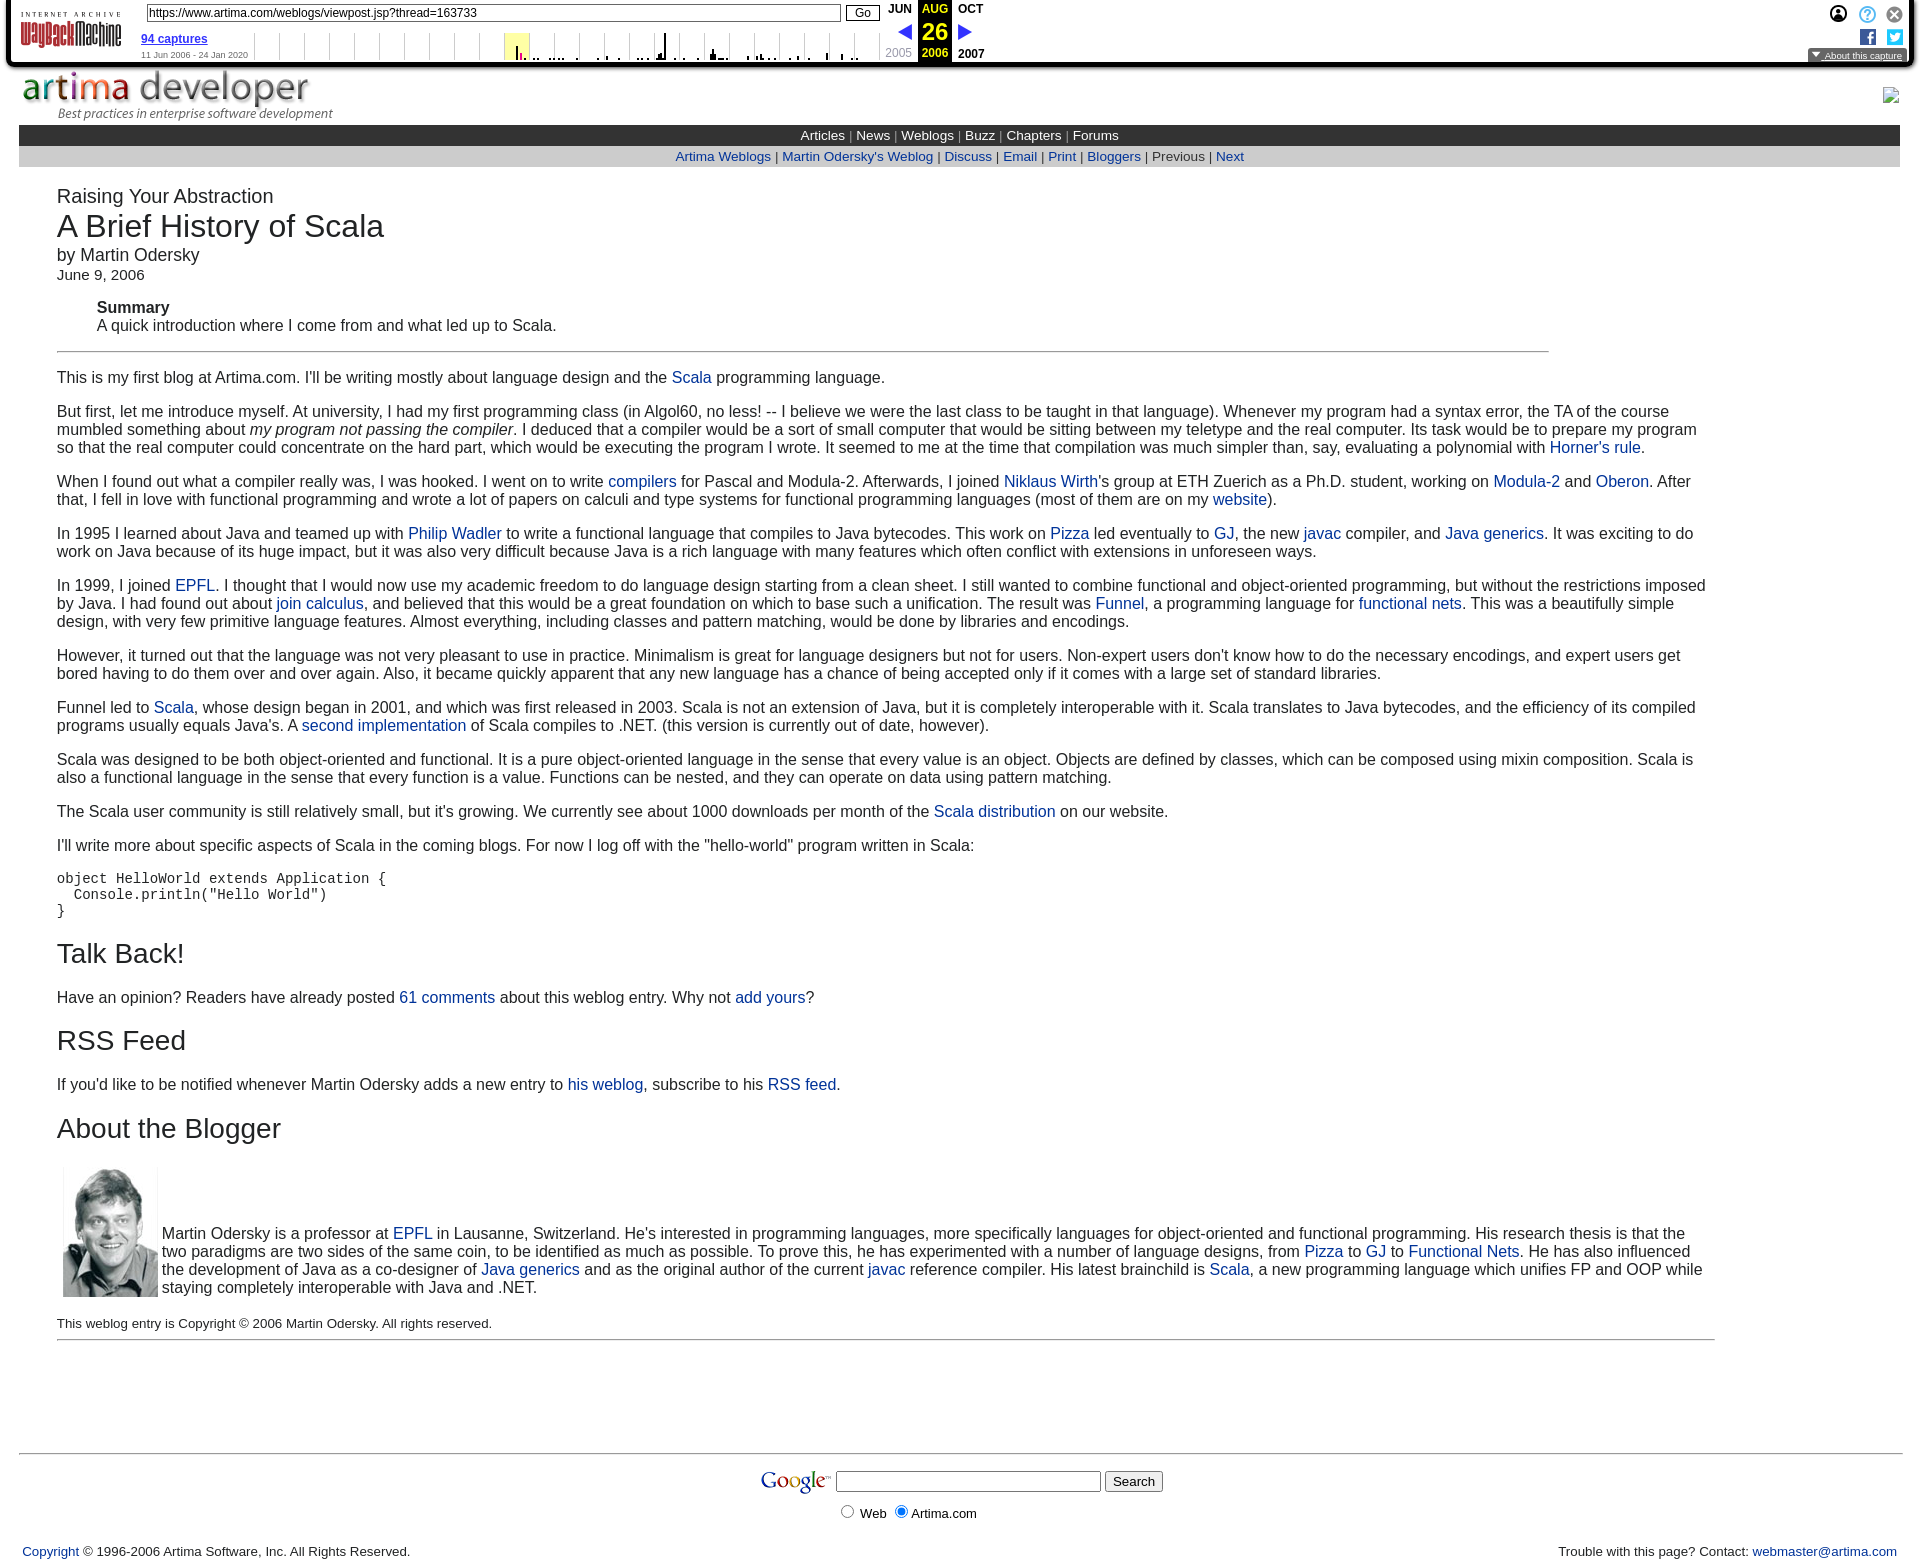 INTERNET ARCHIVE
WayBackMachine
https://www.artima.com/weblogs/viewpost.jsp?thread=163733
Go
JUN AUG OCT
94 captures
26
11 Jun 2006 - 24 Jan 2020
2005 2006 2007
About this capture
artima developer
Best practices in enterprise software development
Articles | News | Weblogs | Buzz | Chapters | Forums
Artima Weblogs | Martin Odersky's Weblog | Discuss | Email | Print | Bloggers | Previous | Next
Raising Your Abstraction
A Brief History of Scala
by Martin Odersky
June 9, 2006
Summary
A quick introduction where I come from and what led up to Scala.
This is my first blog at Artima.com. I'll be writing mostly about language design and the Scala programming language.
But first, let me introduce myself. At university, I had my first programming class (in Algol60, no less! -- I believe we were the last class to be taught in that language). Whenever my program had a syntax error, the TA of the course
mumbled something about my program not passing the compiler. I deduced that a compiler would be a sort of small computer that would be sitting between my teletype and the real computer. Its task would be to prepare my program
so that the real computer could concentrate on the hard part, which would be executing the program I wrote. It seemed to me at the time that compilation was much simpler than, say, evaluating a polynomial with Horner's rule.
When I found out what a compiler really was, I was hooked. I went on to write compilers for Pascal and Modula-2. Afterwards, I joined Niklaus Wirth's group at ETH Zuerich as a Ph.D. student, working on Modula-2 and Oberon. After
that, I fell in love with functional programming and wrote a lot of papers on calculi and type systems for functional programming languages (most of them are on my website).
In 1995 I learned about Java and teamed up with Philip Wadler to write a functional language that compiles to Java bytecodes. This work on Pizza led eventually to GJ, the new javac compiler, and Java generics. It was exciting to do
work on Java because of its huge impact, but it was also very difficult because Java is a rich language with many features which often conflict with extensions in unforeseen ways.
In 1999, I joined EPFL. I thought that I would now use my academic freedom to do language design starting from a clean sheet. I still wanted to combine functional and object-oriented programming, but without the restrictions imposed
by Java. I had found out about join calculus, and believed that this would be a great foundation on which to base such a unification. The result was Funnel, a programming language for functional nets. This was a beautifully simple
design, with very few primitive language features. Almost everything, including classes and pattern matching, would be done by libraries and encodings.
However, it turned out that the language was not very pleasant to use in practice. Minimalism is great for language designers but not for users. Non-expert users don't know how to do the necessary encodings, and expert users get
bored having to do them over and over again. Also, it became quickly apparent that any new language has a chance of being accepted only if it comes with a large set of standard libraries.
Funnel led to Scala, whose design began in 2001, and which was first released in 2003. Scala is not an extension of Java, but it is completely interoperable with it. Scala translates to Java bytecodes, and the efficiency of its compiled
programs usually equals Java's. A second implementation of Scala compiles to .NET. (this version is currently out of date, however).
Scala was designed to be both object-oriented and functional. It is a pure object-oriented language in the sense that every value is an object. Objects are defined by classes, which can be composed using mixin composition. Scala is
also a functional language in the sense that every function is a value. Functions can be nested, and they can operate on data using pattern matching.
The Scala user community is still relatively small, but it's growing. We currently see about 1000 downloads per month of the Scala distribution on our website.
I'll write more about specific aspects of Scala in the coming blogs. For now I log off with the "hello-world" program written in Scala:
object HelloWorld extends Application {
  Console.println("Hello World")
}
Talk Back!
Have an opinion? Readers have already posted 61 comments about this weblog entry. Why not add yours?
RSS Feed
If you'd like to be notified whenever Martin Odersky adds a new entry to his weblog, subscribe to his RSS feed.
About the Blogger
Martin Odersky is a professor at EPFL in Lausanne, Switzerland. He's interested in programming languages, more specifically languages for object-oriented and functional programming. His research thesis is that the
two paradigms are two sides of the same coin, to be identified as much as possible. To prove this, he has experimented with a number of language designs, from Pizza to GJ to Functional Nets. He has also influenced
the development of Java as a co-designer of Java generics and as the original author of the current javac reference compiler. His latest brainchild is Scala, a new programming language which unifies FP and OOP while
staying completely interoperable with Java and .NET.
This weblog entry is Copyright © 2006 Martin Odersky. All rights reserved.
Google™ Search
Web Artima.com
Copyright © 1996-2006 Artima Software, Inc. All Rights Reserved.
Trouble with this page? Contact: webmaster@artima.com